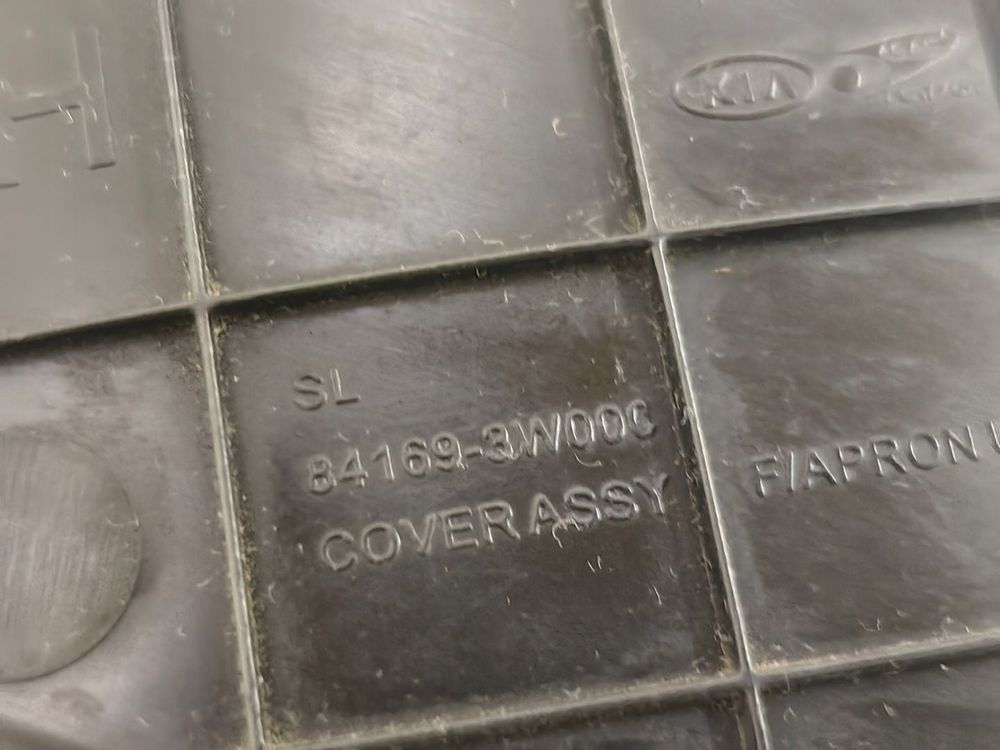 KIA
SL
84169-3W000
COVER ASSY
F/APRON U